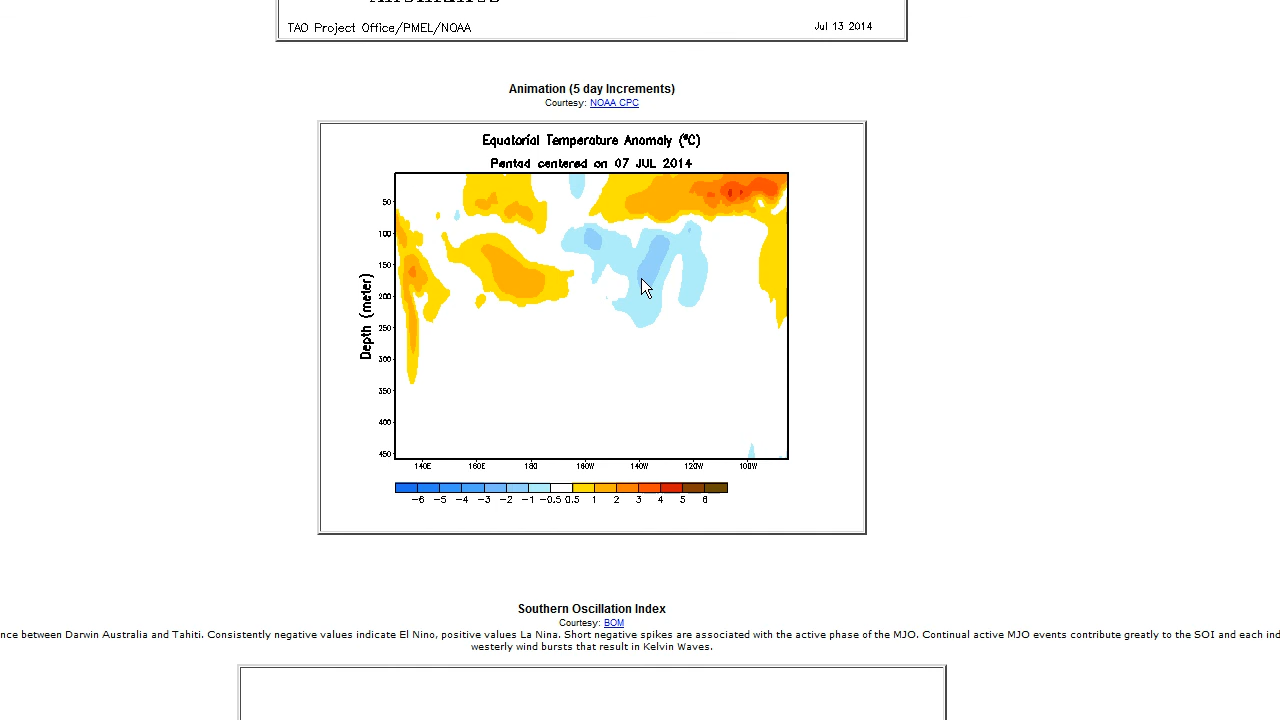 TAO Project Office/PMEL/NOAA Jul 13 2014
Animation (5 day Increments)
Courtesy: NOAA CPC
Equatorial Temperature Anomaly (°C)
Pentad centered on 07 JUL 2014
Depth (meter)
50
100
150
200
250
300
350
400
450
140E 160E 180 160W 140W 120W 100W
-6 -5 -4 -3 -2 -1 -0.5 0.5 1 2 3 4 5 6
Southern Oscillation Index
Courtesy: BOM
between Darwin Australia and Tahiti. Consistently negative values indicate El Nino, positive values La Nina. Short negative spikes are associated with the active phase of the MJO. Continual active MJO events contribute greatly to the SOI and each
westerly wind bursts that result in Kelvin Waves.